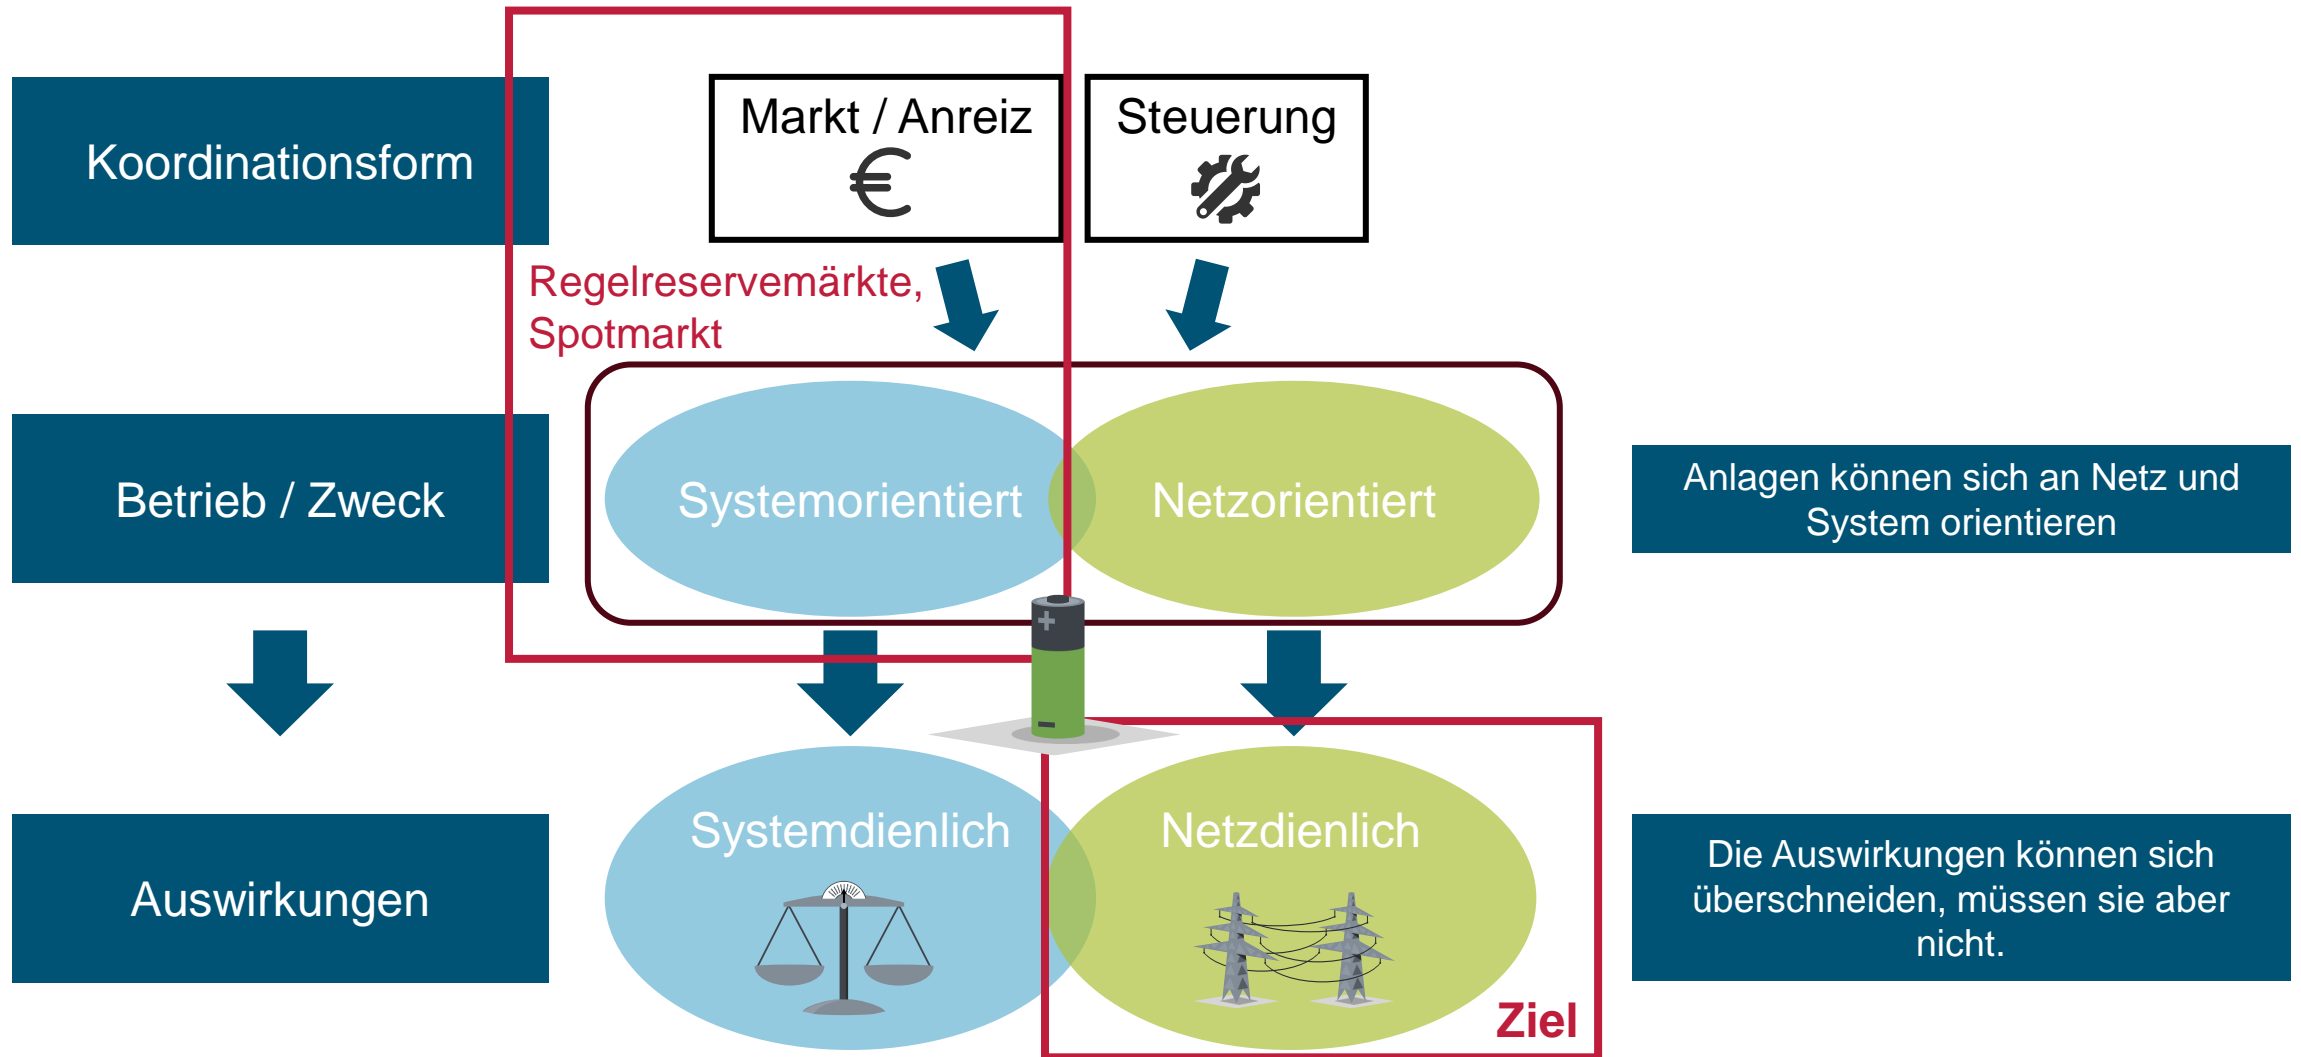 Koordinationsform
Markt / Anreiz
€
Steuerung
Regelreservemärkte,
Spotmarkt
Betrieb / Zweck
Systemorientiert
Netzorientiert
Anlagen können sich an Netz und
System orientieren
+
-
Auswirkungen
Systemdienlich
Netzdienlich
Ziel
Die Auswirkungen können sich
überschneiden, müssen sie aber
nicht.